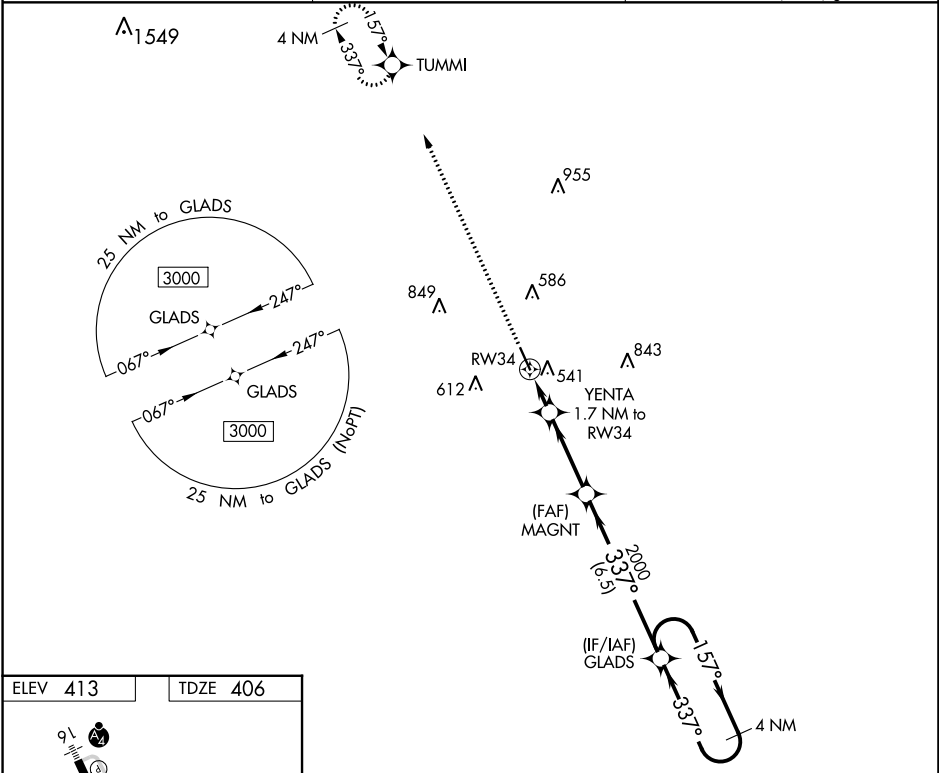 1549
4 NM
157°
337°
TUMMI
955
25 NM to GLADS
3000
GLADS
247°
067°
849
586
RW34
541
843
612
YENTA
1.7 NM to
RW34
247°
GLADS
067°
3000
25 NM to GLADS (NoPT)
(FAF)
MAGNT
2000
337°
(6.5)
(IF/IAF)
GLADS
157°
337°
4 NM
ELEV 413
TDZE 406
16
A4